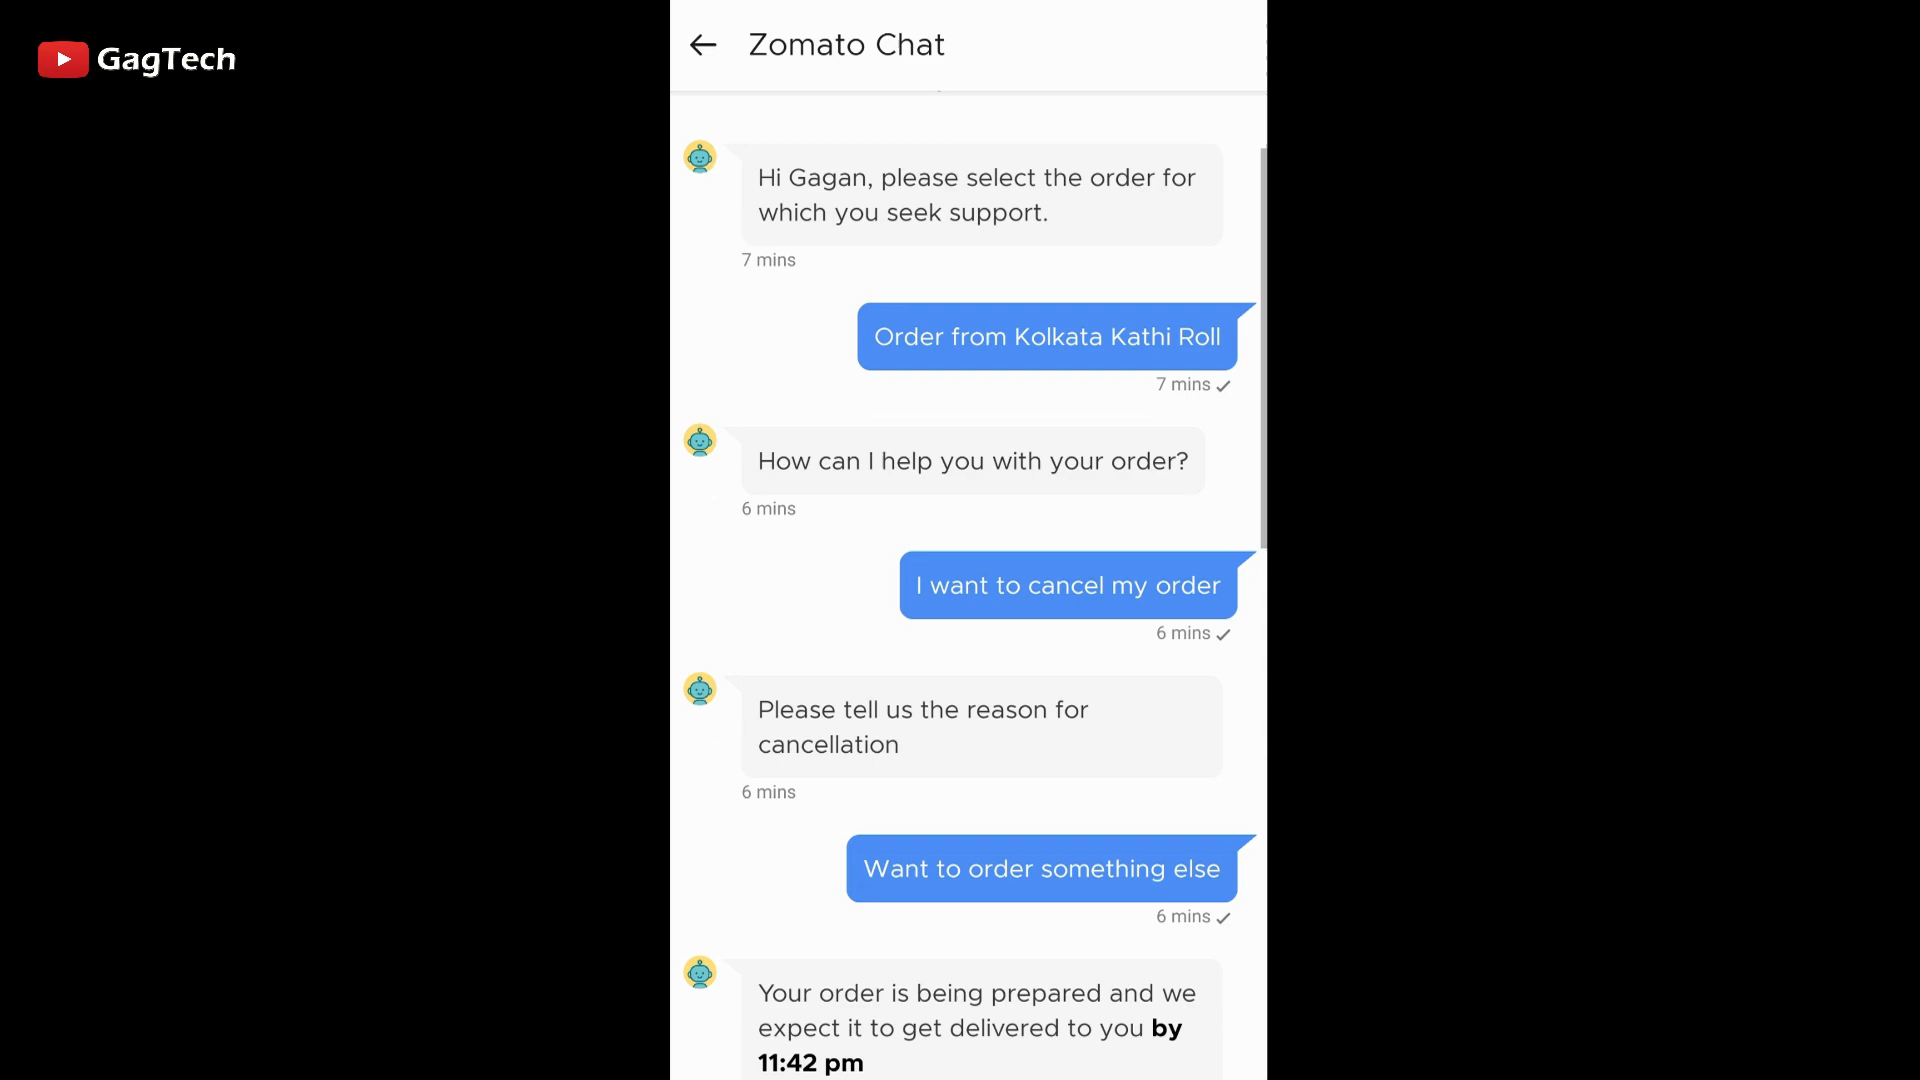 GagTech
Zomato Chat
Hi Gagan, please select the order for
which you seek support.
7 mins
Order from Kolkata Kathi Roll
7 mins
How can I help you with your order?
6 mins
I want to cancel my order
6 mins
Please tell us the reason for
cancellation
6 mins
Want to order something else
6 mins
Your order is being prepared and we
expect it to get delivered to you by
11:42 pm